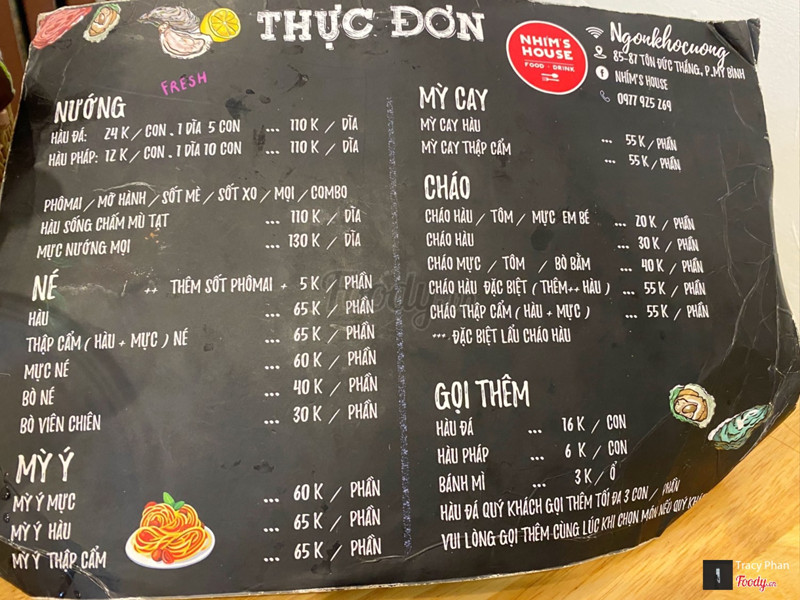 THỰC ĐƠN
NHÍM'S HOUSE
FOOD - DRINK
Ngonkhocuong
85-87 TÔN ĐỨC THẮNG, P.MỸ BÌNH
NHÍM'S HOUSE
0977 925 269
FRESH
NƯỚNG
HÀU ĐÁ: 24 K / CON . 1 DĨA 5 CON ... 110 K / DĨA
HÀU PHÁP: 12 K / CON . 1 DĨA 10 CON ... 110 K / DĨA
PHÔMAI / MỠ HÀNH / SỐT MÈ / SỐT XO / MỌI / COMBO
HÀU SỐNG CHẤM MÙ TẠT ... 110 K / DĨA
MỰC NƯỚNG MỌI ... 130 K / DĨA
NÉ
++ THÊM SỐT PHÔMAI + 5 K / PHẦN
HÀU ... 65 K / PHẦN
THẬP CẨM ( HÀU + MỰC ) NÉ ... 65 K / PHẦN
MỰC NÉ ... 60 K / PHẦN
BÒ NÉ ... 40 K / PHẦN
BÒ VIÊN CHIÊN ... 30 K / PHẦN
MỲ Ý
MỲ Ý MỰC ... 60 K / PHẦN
MỲ Ý HÀU ... 65 K / PHẦN
MỲ Ý THẬP CẨM ... 65 K / PHẦN
MỲ CAY
MỲ CAY HÀU ... 55 K / PHẦN
MỲ CAY THẬP CẨM ... 55 K / PHẦN
CHÁO
CHÁO HÀU / TÔM / MỰC EM BÉ ... 20 K / PHẦN
CHÁO HÀU ... 30 K / PHẦN
CHÁO MỰC / TÔM / BÒ BẰM ... 40 K / PHẦN
CHÁO HÀU ĐẶC BIỆT ( THÊM++ HÀU ) ... 55 K / PHẦN
CHÁO THẬP CẨM ( HÀU + MỰC ) ... 55 K / PHẦN
*** ĐẶC BIỆT LẨU CHÁO HÀU
GỌI THÊM
HÀU ĐÁ ... 16 K / CON
HÀU PHÁP ... 6 K / CON
BÁNH MÌ ... 3 K / Ổ
HÀU ĐÁ QUÝ KHÁCH GỌI THÊM TỐI ĐA 3 CON / PHẦN
VUI LÒNG GỌI THÊM CÙNG LÚC KHI CHỌN MÓN NẾU QUÝ
Foody.vn
Tracy Phan
Foody.vn